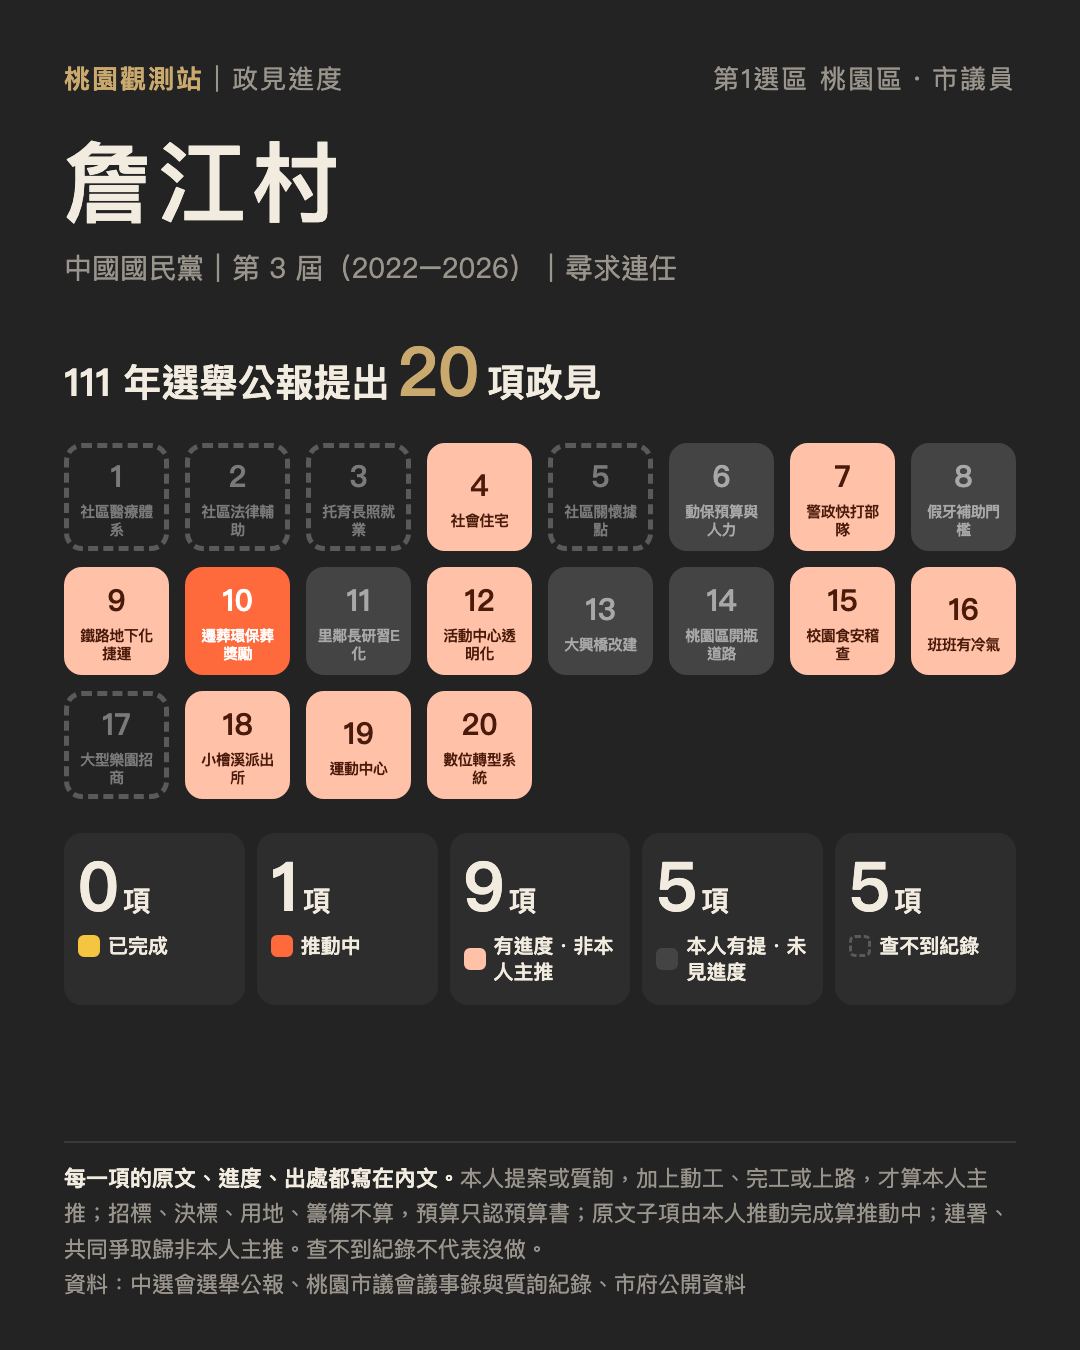 桃園觀測站｜政見進度
第1選區 桃園區·市議員
詹江村
中國國民黨｜第 3 屆（2022–2026）｜尋求連任
111 年選舉公報提出 20 項政見
1
社區醫療體
系
2
社區法律輔
助
3
托育長照就
業
4
社會住宅
5
社區關懷據
點
6
動保預算與
人力
7
警政快打部
隊
8
假牙補助門
檻
9
鐵路地下化
捷運
10
遷葬環保葬
獎勵
11
里鄰長研習E
化
12
活動中心透
明化
13
大興橋改建
14
桃園區開瓶
道路
15
校園食安稽
查
16
班班有冷氣
17
大型樂園招
商
18
小檜溪派出
所
19
運動中心
20
數位轉型系
統
0項
已完成
1項
推動中
9項
有進度·非本
人主推
5項
本人有提·未
見進度
5項
查不到紀錄
每一項的原文、進度、出處都寫在內文。本人提案或質詢，加上動工、完工或上路，才算本人主
推；招標、決標、用地、籌備不算，預算只認預算書；原文子項由本人推動完成算推動中；連署、
共同爭取歸非本人主推。查不到紀錄不代表沒做。
資料：中選會選舉公報、桃園市議會議事錄與質詢紀錄、市府公開資料